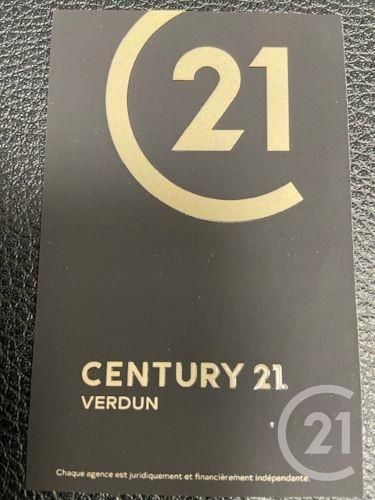 21
CENTURY 21.
VERDUN
21
Chaque agence est juridiquement et financièrement indépendante.